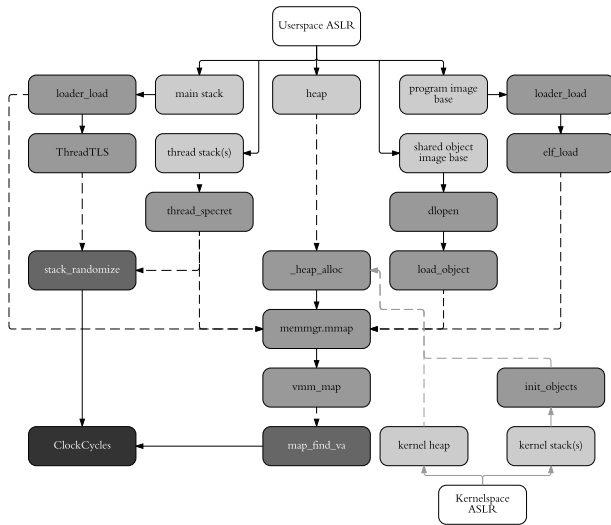 Userspace ASLR
loader_load
main stack
heap
program image
base
loader_load
ThreadTLS
thread stack(s)
shared object
image base
elf_load
thread_specret
dlopen
stack_randomize
_heap_alloc
load_object
memmgr.mmap
vmm_map
init_objects
ClockCycles
map_find_va
kernel heap
kernel stack(s)
Kernelspace
ASLR